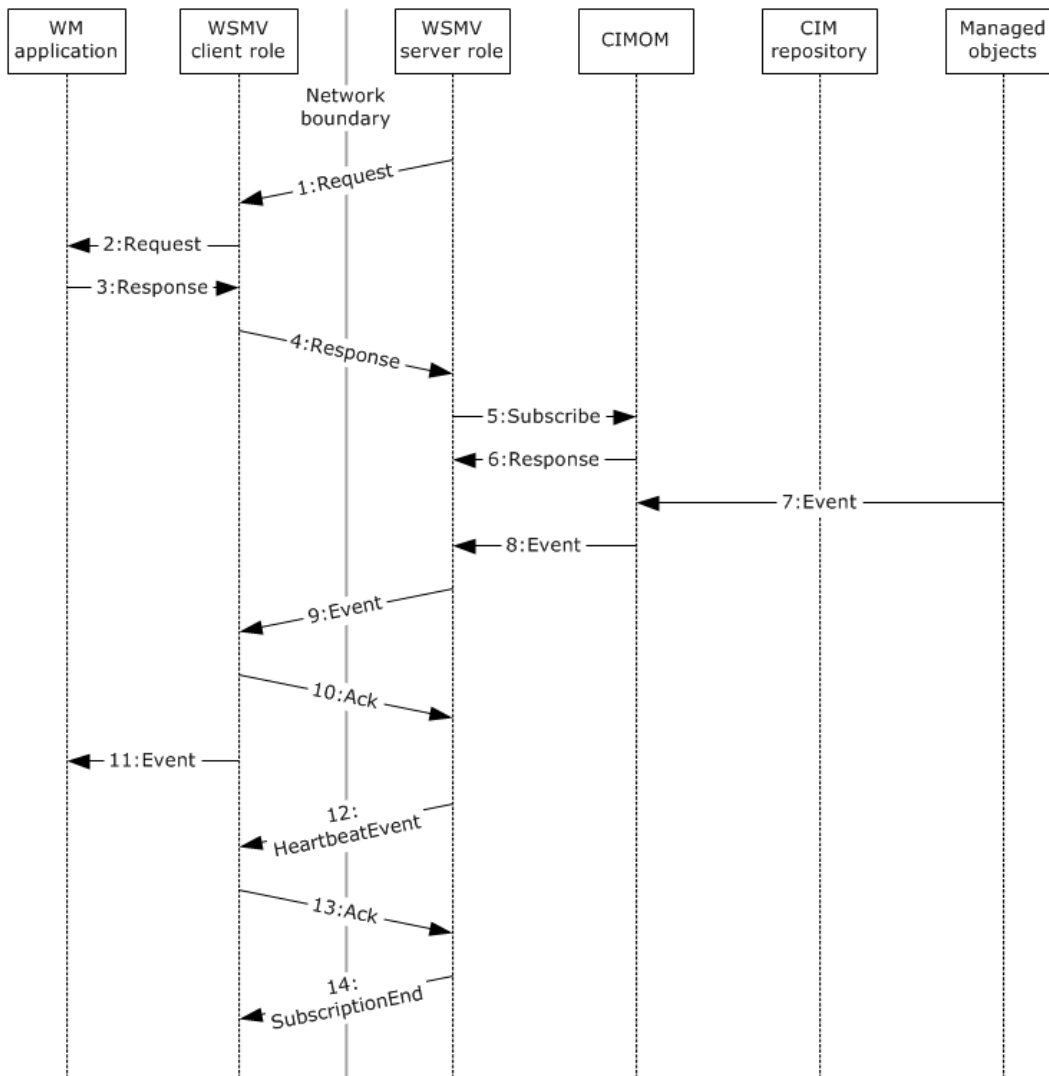 WM
application
WSMV
client role
WSMV
server role
CIMOM
CIM
repository
Managed
objects
Network
boundary
1:Request
2:Request
3:Response
4:Response
5:Subscribe
6:Response
7:Event
8:Event
9:Event
10:Ack
11:Event
12:
HeartbeatEvent
13:Ack
14:
SubscriptionEnd